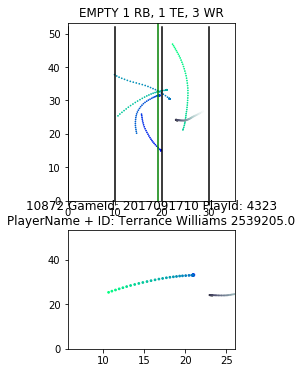 EMPTY 1 RB, 1 TE, 3 WR
50
40
30
20
10
0
0 10 20 30
10872 GameId: 2017091710 PlayId: 4323
PlayerName + ID: Terrance Williams 2539205.0
40
20
0
10 15 20 25